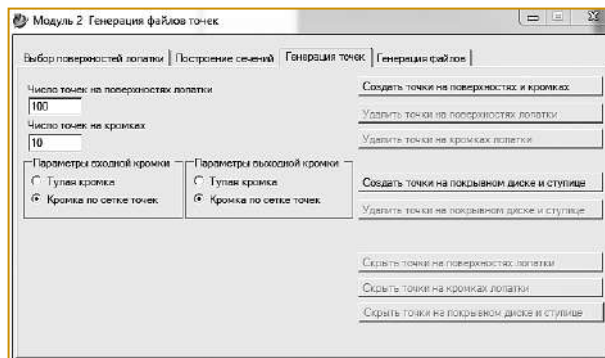 Модуль 2 Генерация файлов точек
Выбор поверхностей лопатки Построение сечений Генерация точек Генерация файлов
Число точек на поверхностях лопатки
100
Число точек на кромках
10
Параметры входной кромки
Тупая кромка
Кромка по сетке точек
Параметры выходной кромки
Тупая кромка
Кромка по сетке точек
Создать точки на поверхностях и кромках
Удалить точки на поверхностях лопатки
Удалить точки на кромках лопатки
Создать точки на покрывном диске и ступице
Удалить точки на покрывном диске и ступице
Скрыть точки на поверхностях лопатки
Скрыть точки на кромках лопатки
Скрыть точки на покрывном диске и ступице